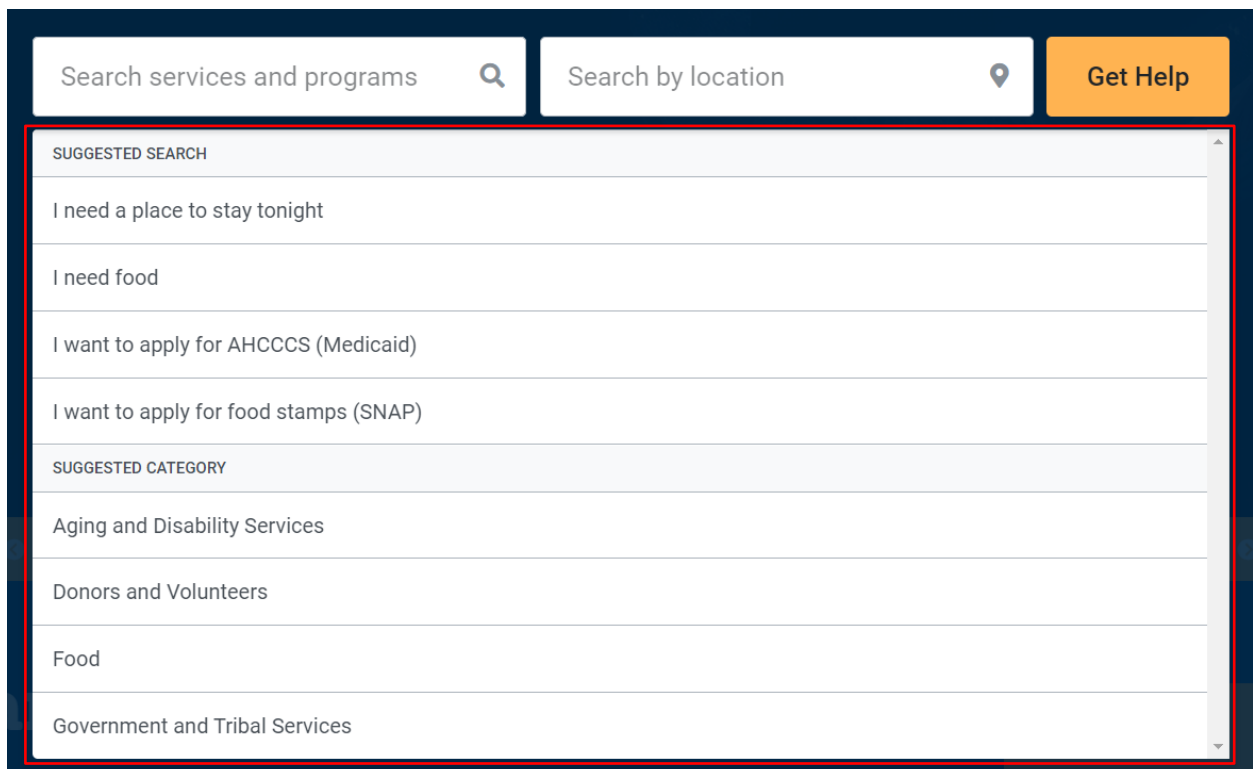 Search services and programs
Search by location
Get Help
SUGGESTED SEARCH
I need a place to stay tonight
I need food
I want to apply for AHCCCS (Medicaid)
I want to apply for food stamps (SNAP)
SUGGESTED CATEGORY
Aging and Disability Services
Donors and Volunteers
Food
Government and Tribal Services